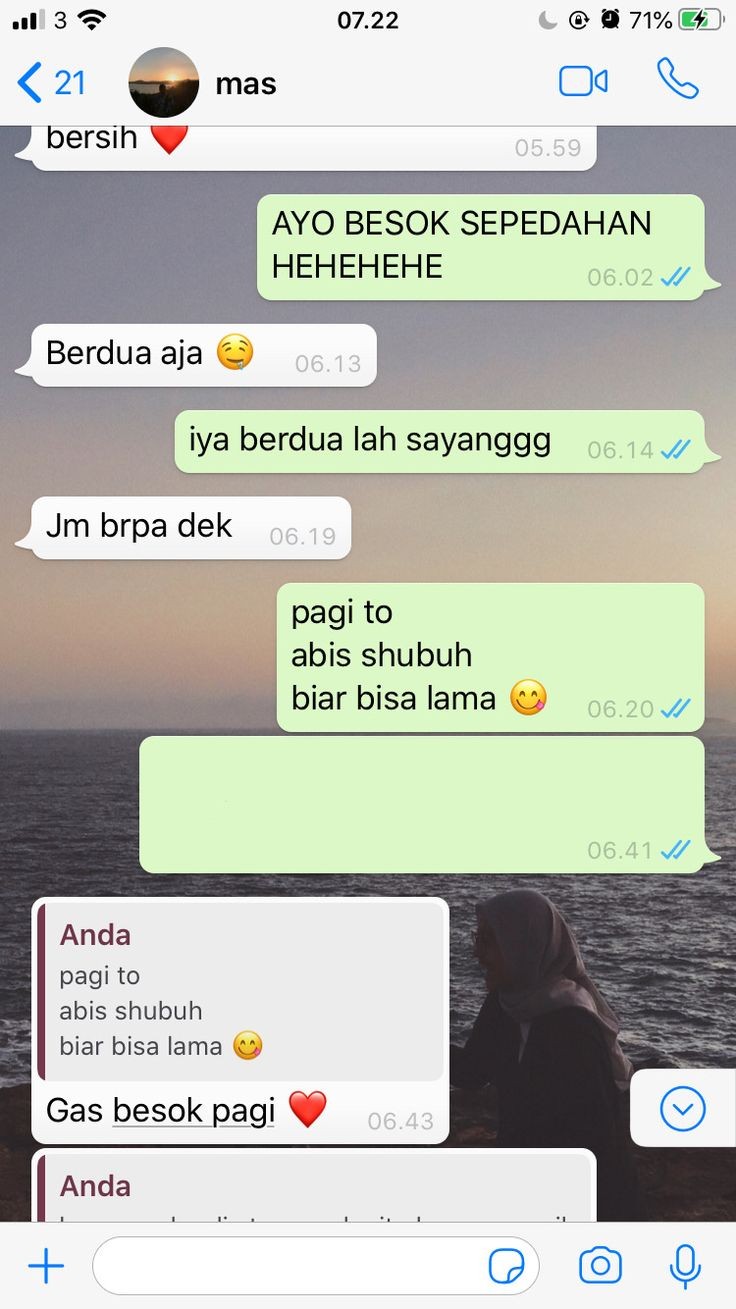 3
07.22
71%
21
mas
bersih ❤️
05.59
AYO BESOK SEPEDAHAN
HEHEHEHE
06.02
Berdua aja 🤤
06.13
iya berdua lah sayanggg
06.14
Jm brpa dek
06.19
pagi to
abis shubuh
biar bisa lama 😋
06.20
06.41
Anda
pagi to
abis shubuh
biar bisa lama 😋
Gas besok pagi ❤️
06.43
Anda